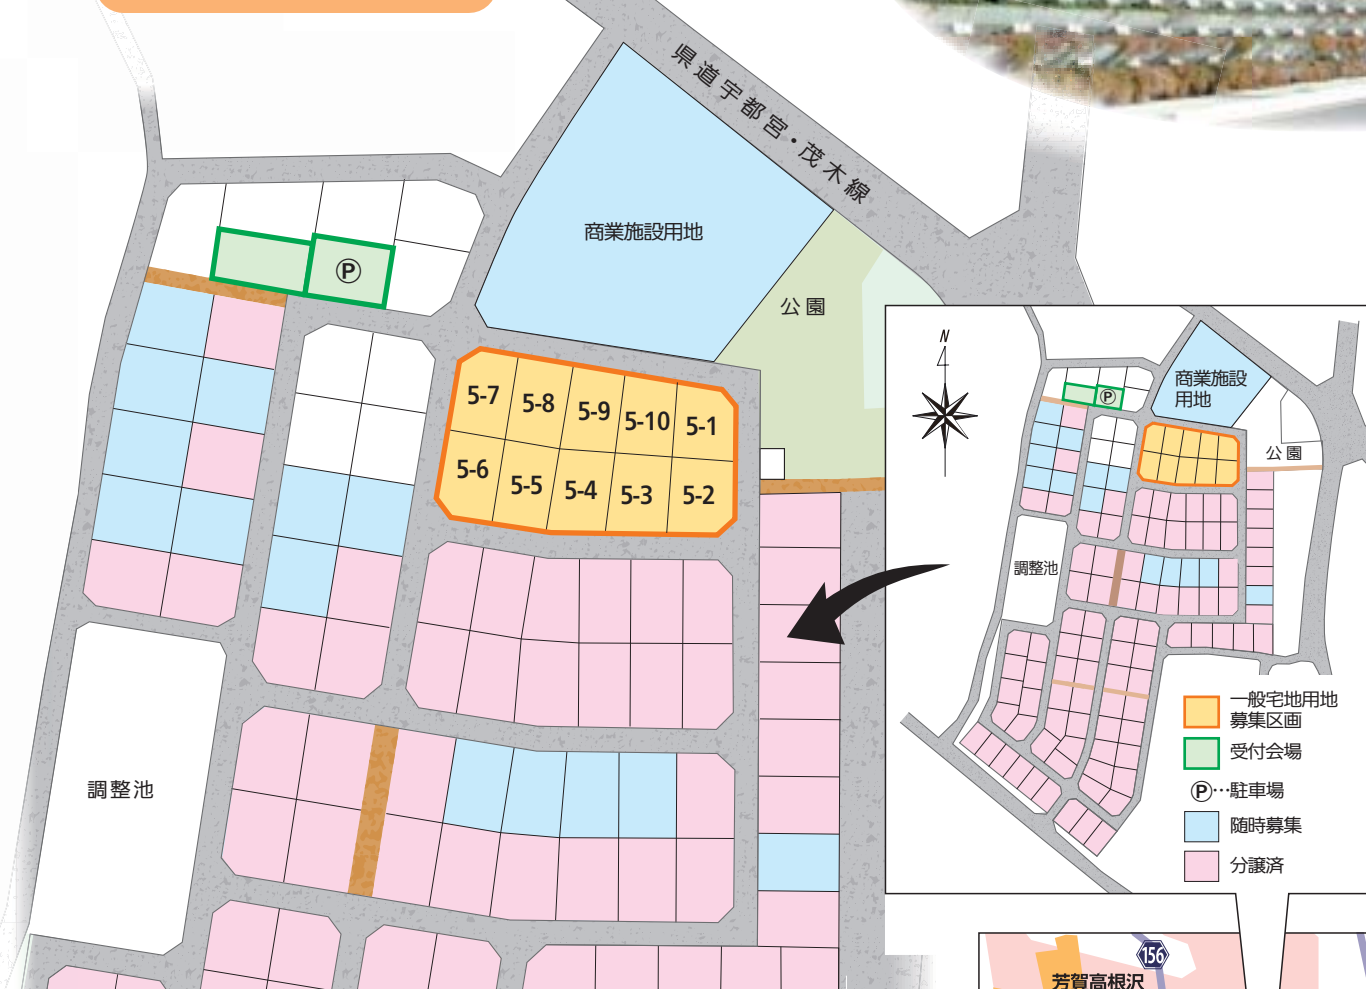 県道宇都宮・茂木線
商業施設用地
公園
P
5-7
5-8
5-9
5-10
5-1
5-6
5-5
5-4
5-3
5-2
調整池
N
商業施設
用地
P
公園
調整池
一般宅地用地
募集区画
受付会場
P…駐車場
随時募集
分譲済
156
芳賀高根沢